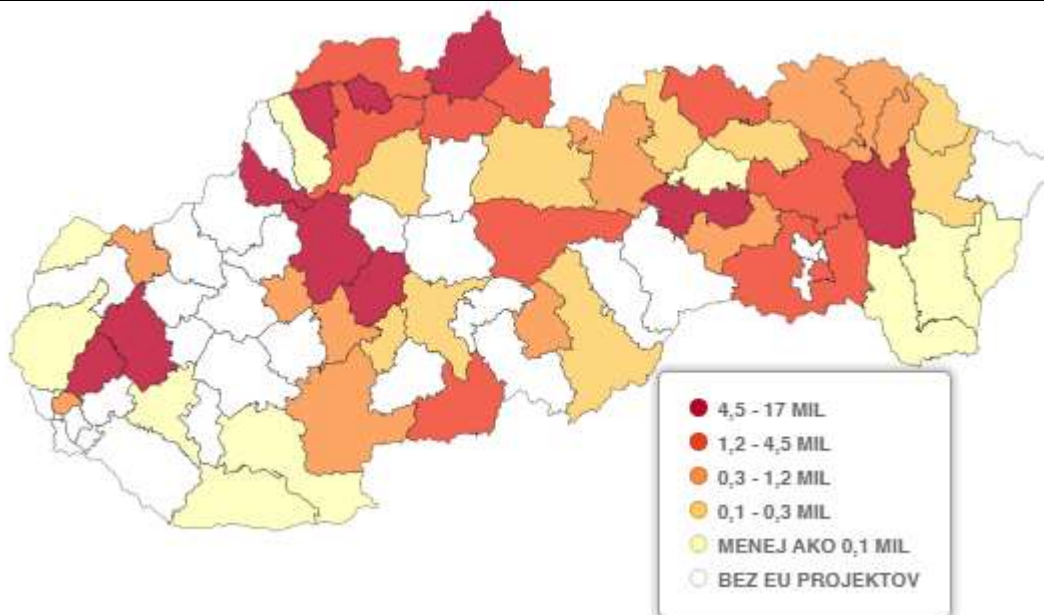 4,5 - 17 MIL
1,2 - 4,5 MIL
0,3 - 1,2 MIL
0,1 - 0,3 MIL
MENEJ AKO 0,1 MIL
BEZ EU PROJEKTOV